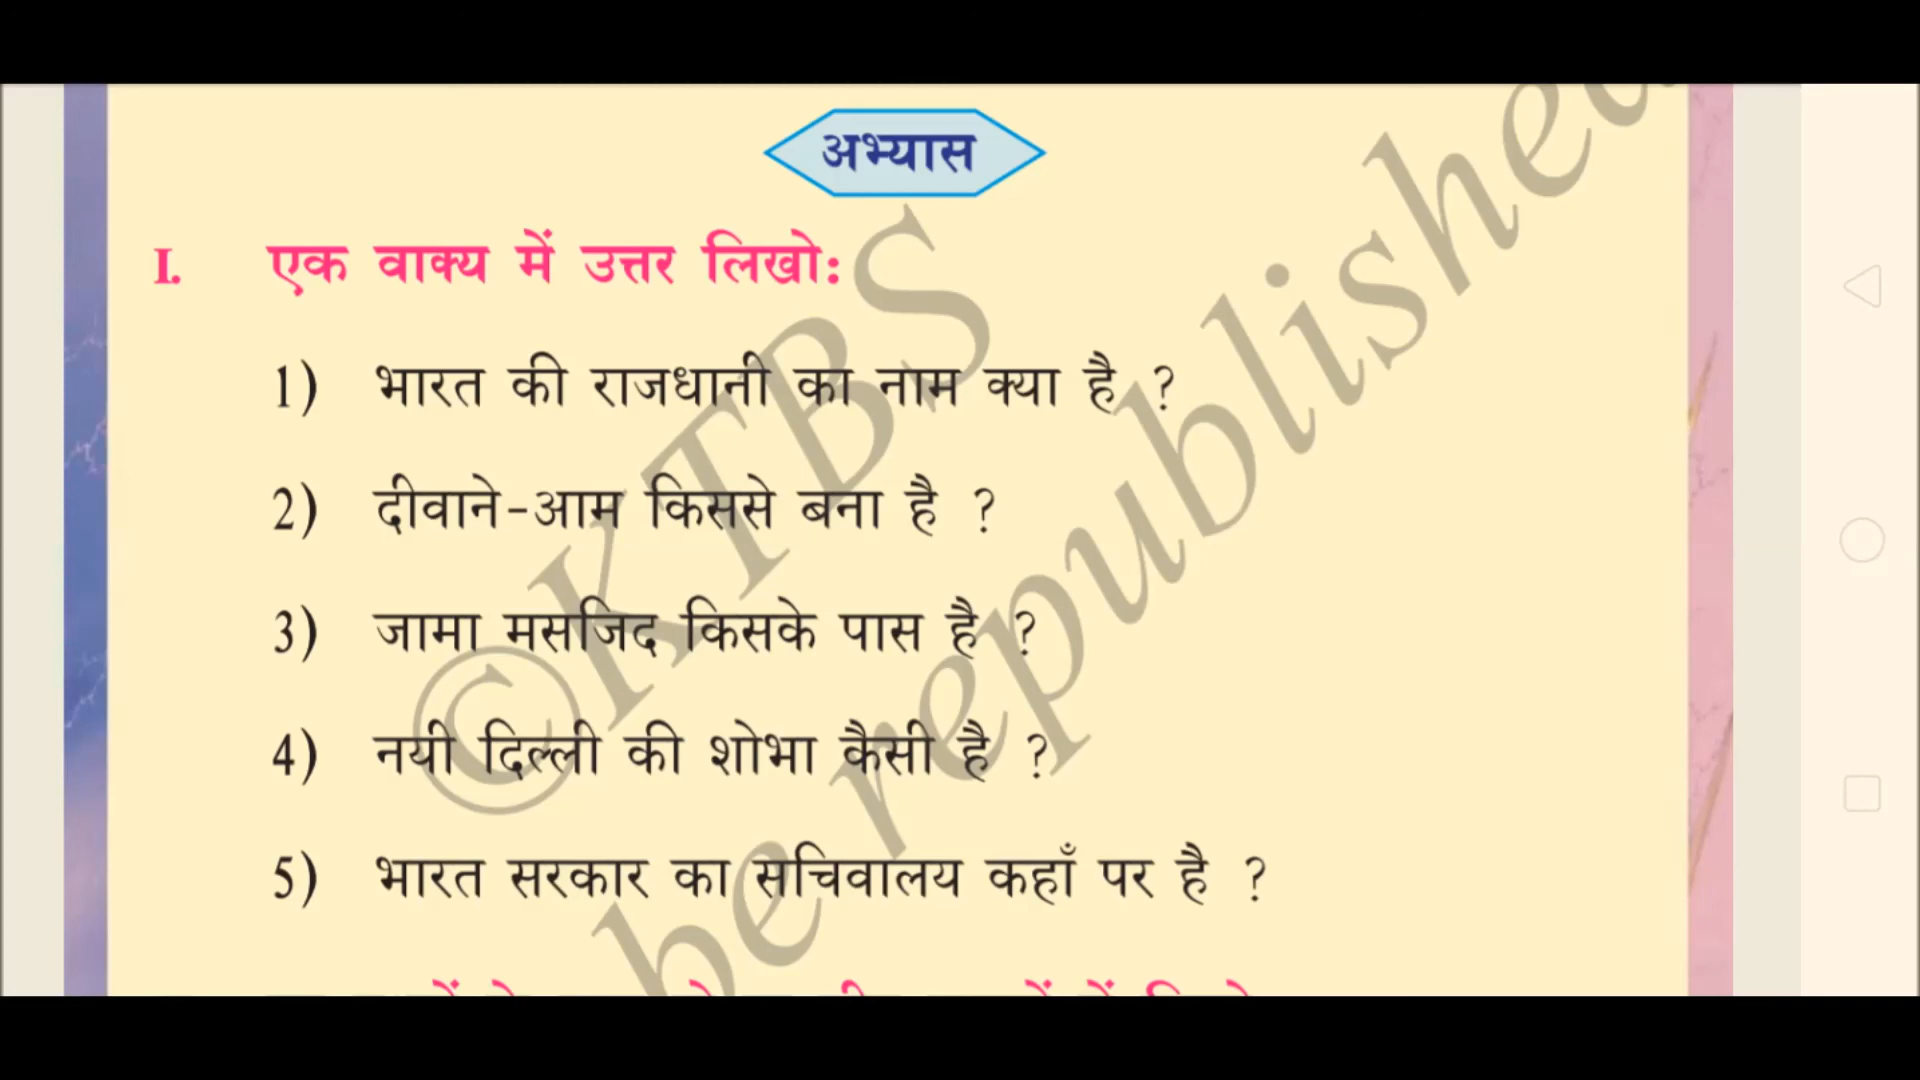 अभ्यास
I. एक वाक्य में उत्तर लिखो:
1) भारत की राजधानी का नाम क्या है ?
2) दीवाने-आम किससे बना है ?
3) जामा मसजिद किसके पास है ?
4) नयी दिल्ली की शोभा कैसी है ?
5) भारत सरकार का सचिवालय कहाँ पर है ?
©KTBS
be republished